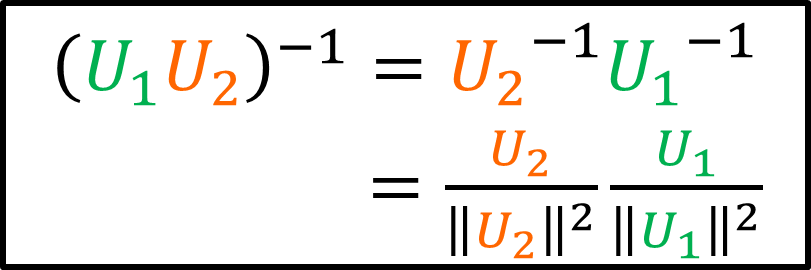 (U₁U₂)⁻¹ = U₂⁻¹U₁⁻¹
= U₂/‖U₂‖² U₁/‖U₁‖²